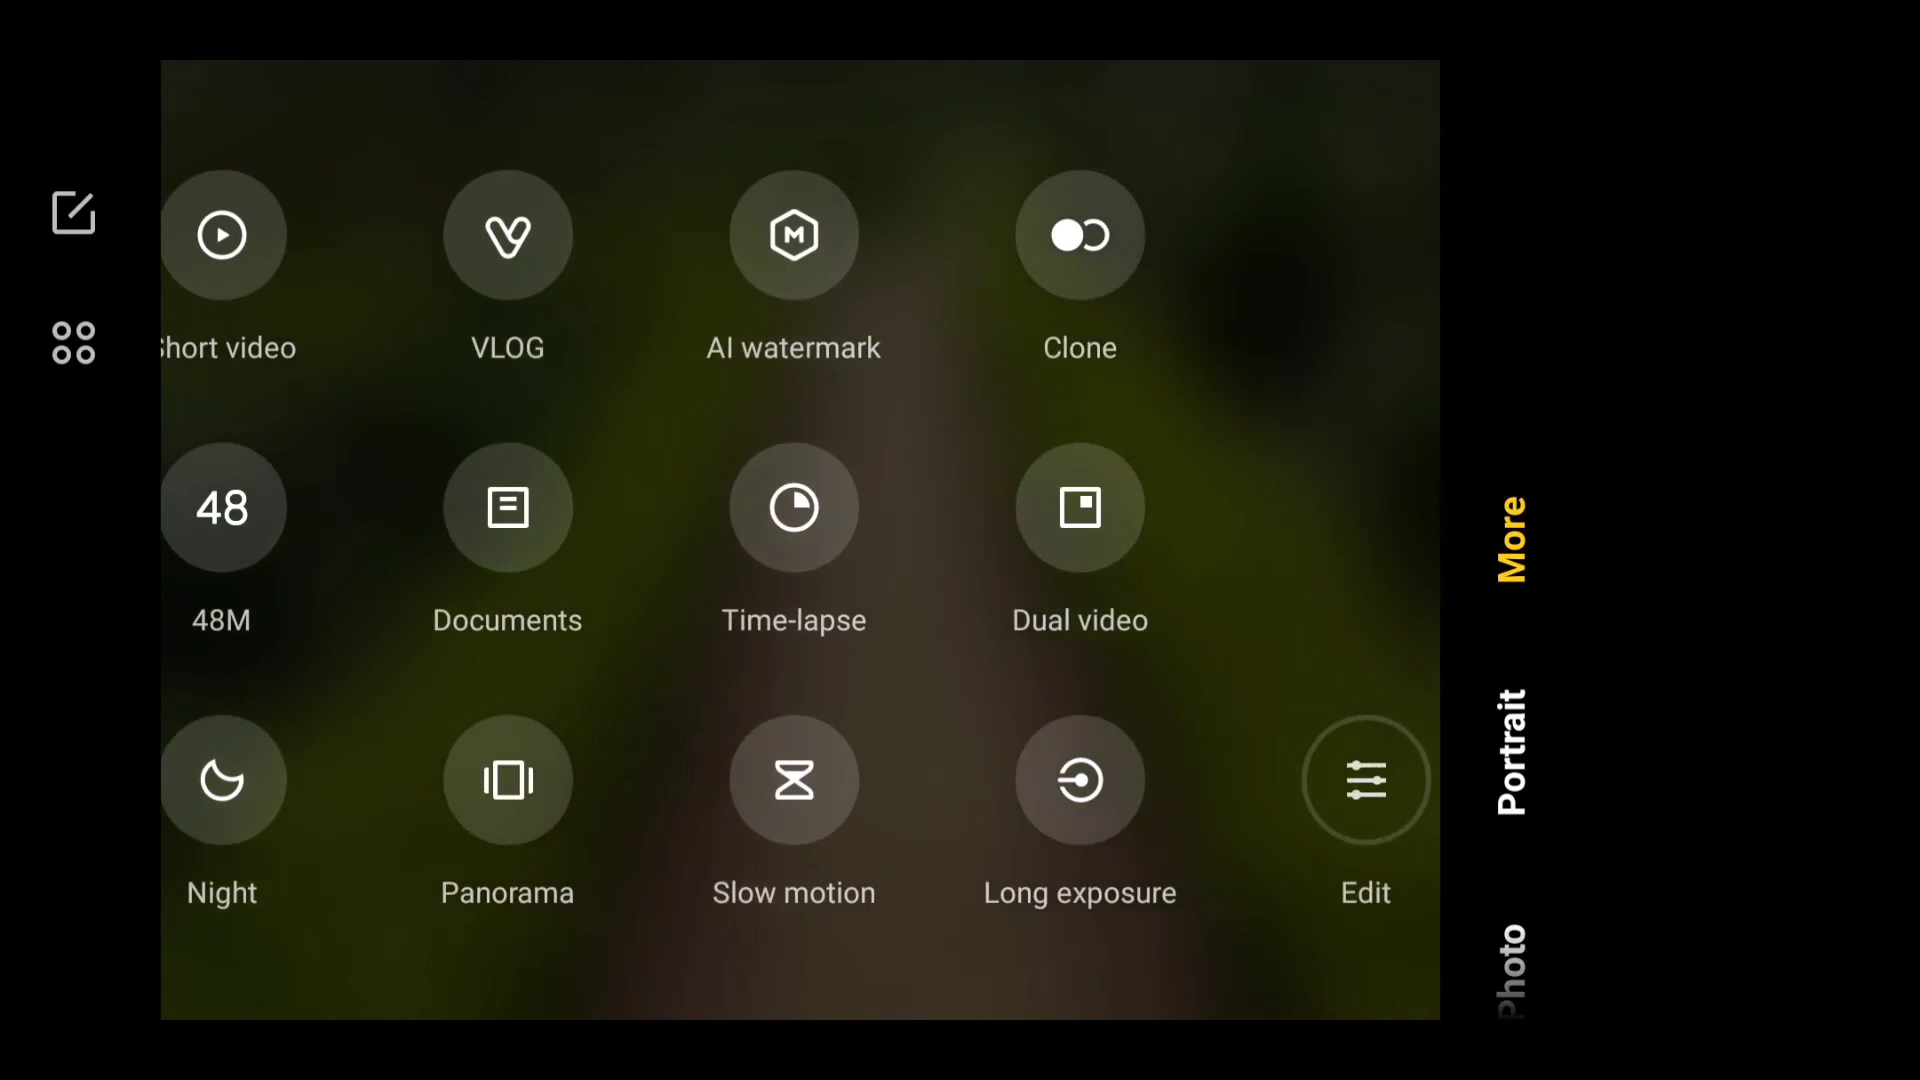 Short video
VLOG
AI watermark
Clone
48
48M
Documents
Time-lapse
Dual video
Night
Panorama
Slow motion
Long exposure
Edit
More
Portrait
Photo